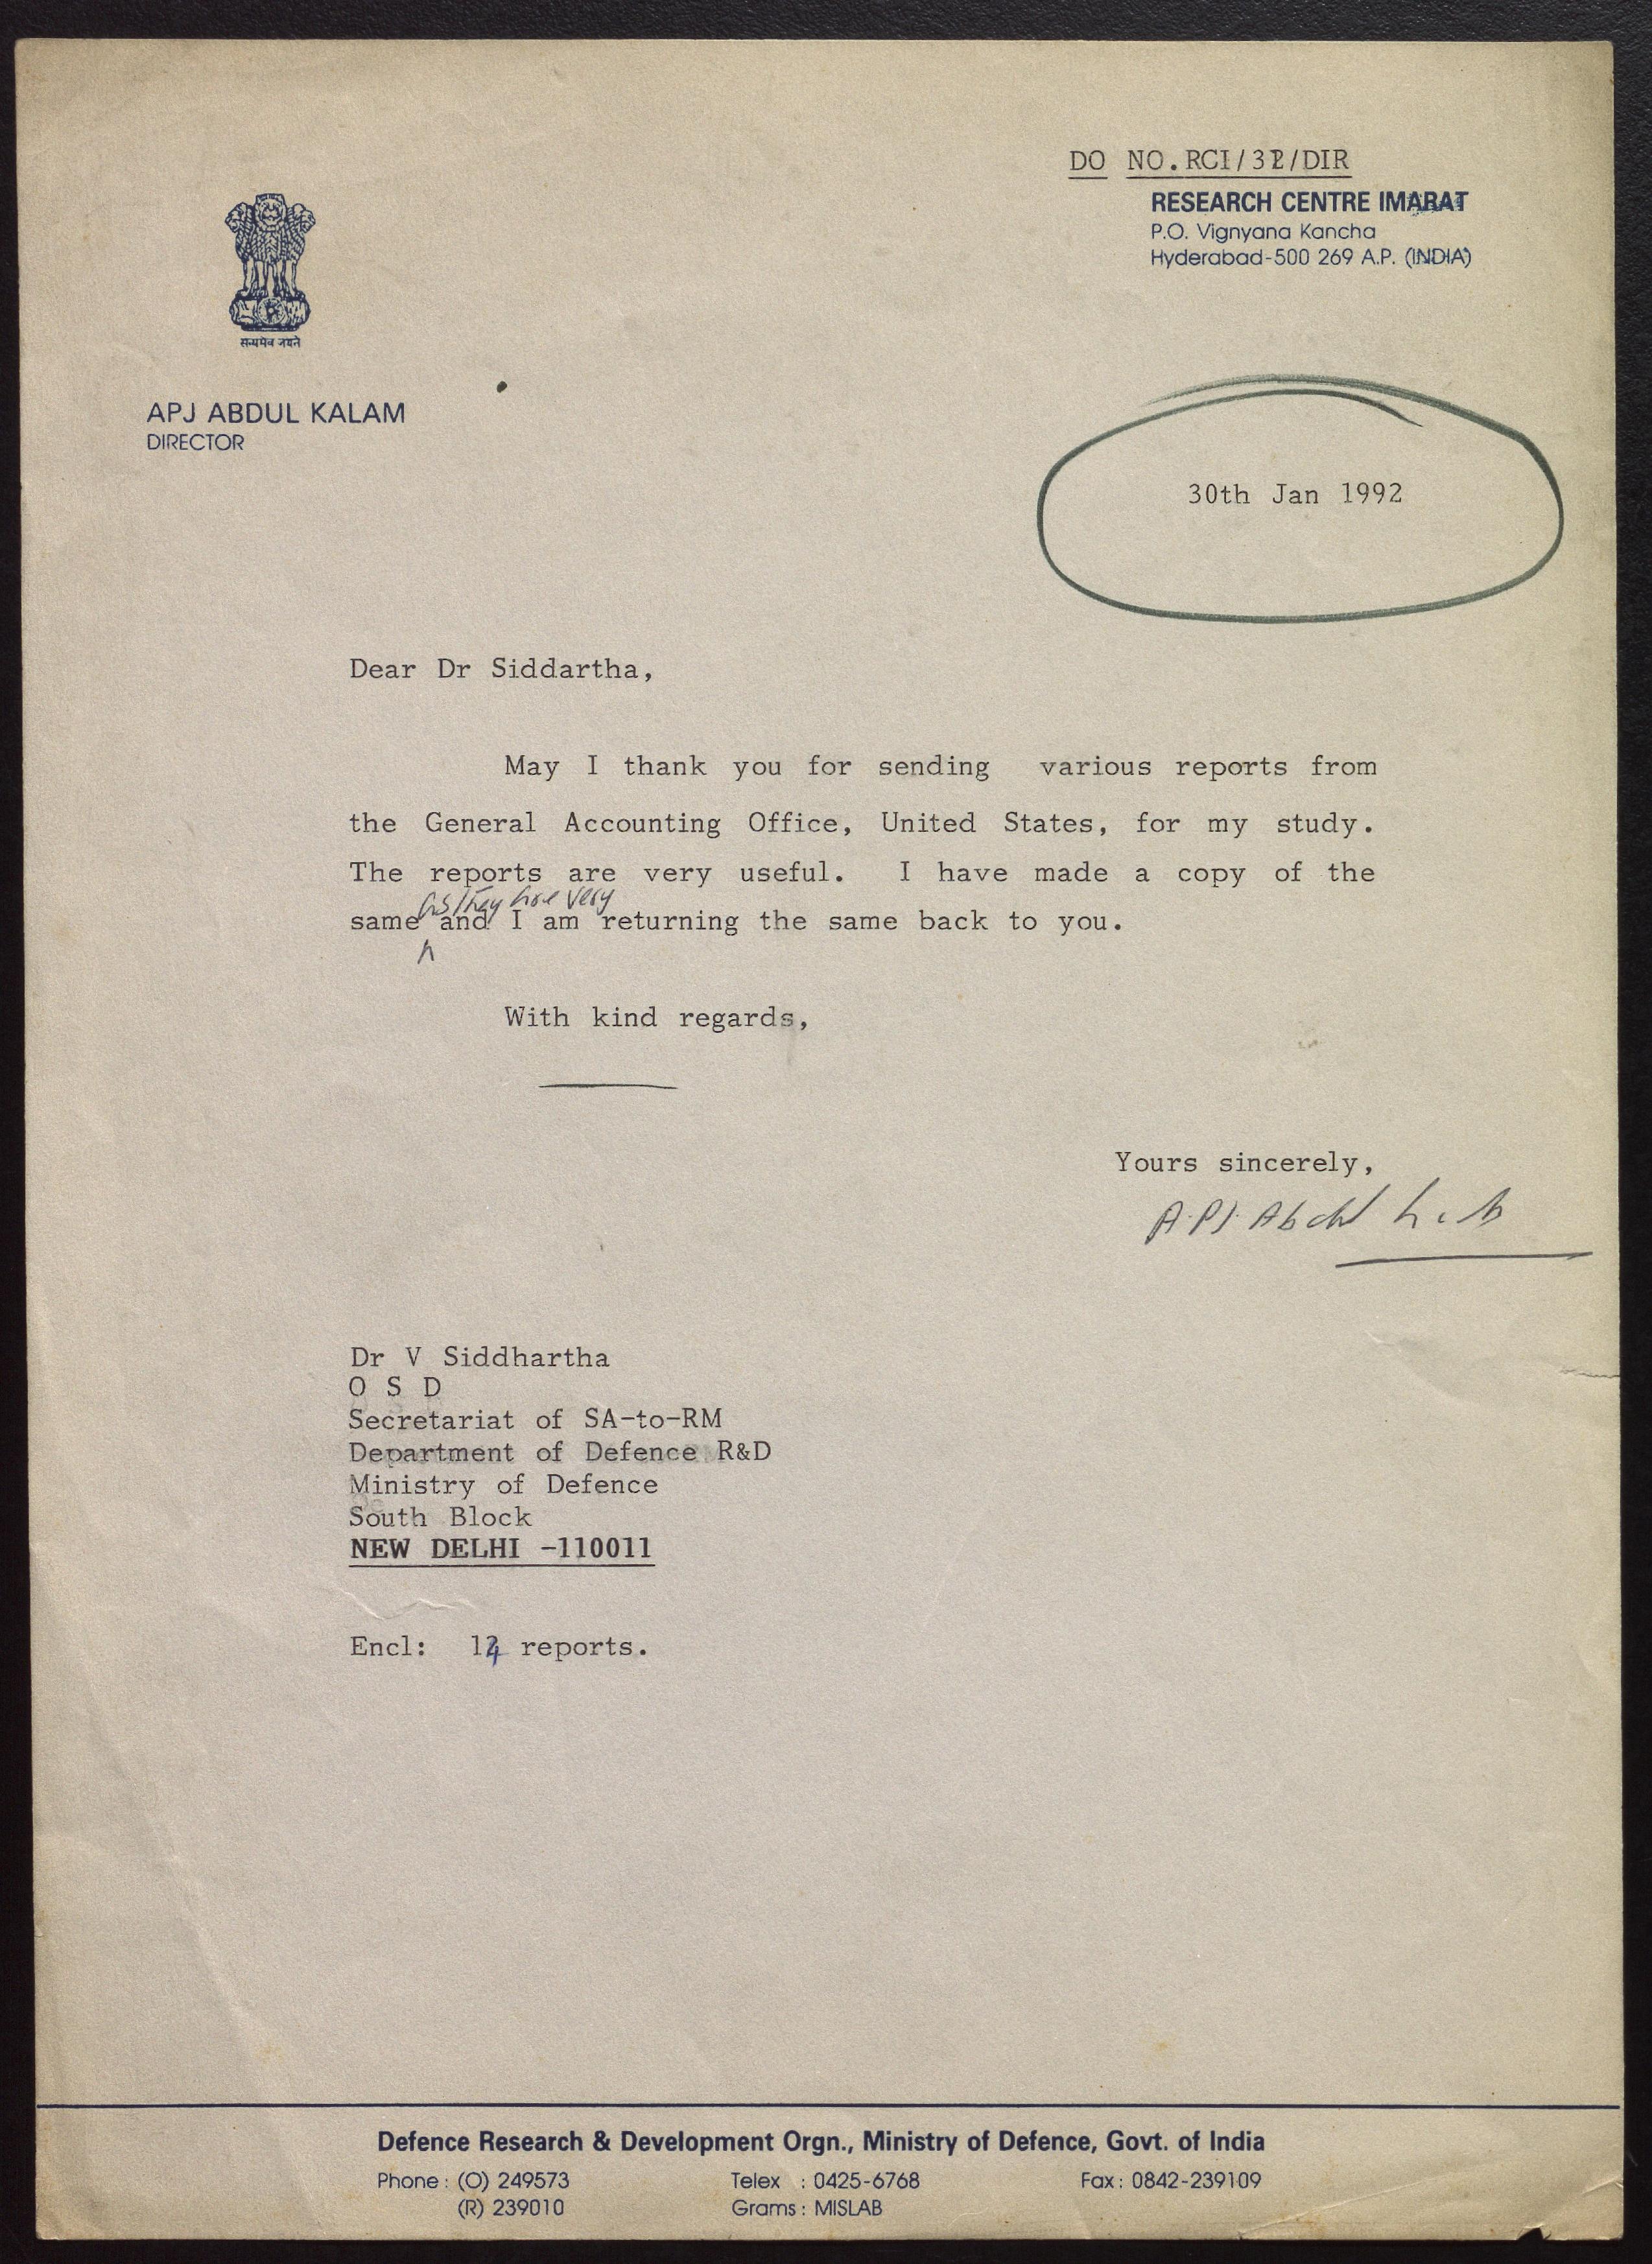 DO NO.RCI/32/DIR
RESEARCH CENTRE IMARAT
P.O. Vignyana Kancha
Hyderabad-500 269 A.P. (INDIA)
सत्यमेव जयते
APJ ABDUL KALAM
DIRECTOR
30th Jan 1992
Dear Dr Siddartha,
May I thank you for sending various reports from
the General Accounting Office, United States, for my study.
The reports are very useful. I have made a copy of the
as they are very
same and I am returning the same back to you.
With kind regards,
Yours sincerely,
A.P.J. Abdul Kalam
Dr V Siddhartha
O S D
Secretariat of SA-to-RM
Department of Defence R&D
Ministry of Defence
South Block
NEW DELHI -110011
Encl: 14 reports.
Defence Research & Development Orgn., Ministry of Defence, Govt. of India
Phone : (O) 249573 Telex : 0425-6768 Fax : 0842-239109
(R) 239010 Grams : MISLAB